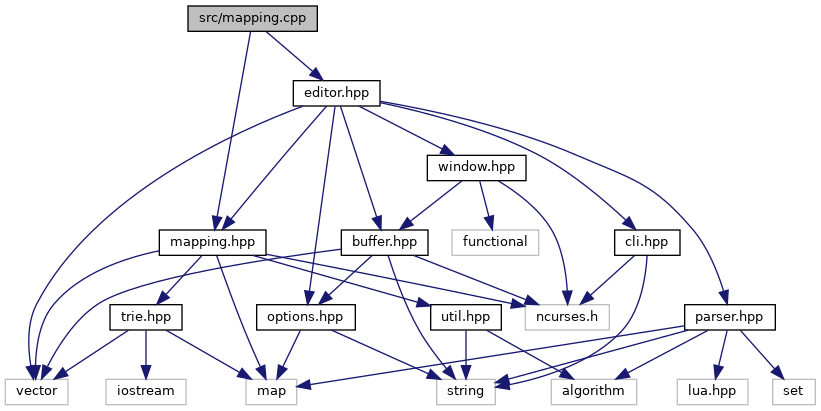 src/mapping.cpp
editor.hpp
window.hpp
mapping.hpp
buffer.hpp
functional
cli.hpp
trie.hpp
options.hpp
util.hpp
ncurses.h
parser.hpp
vector
iostream
map
string
algorithm
lua.hpp
set